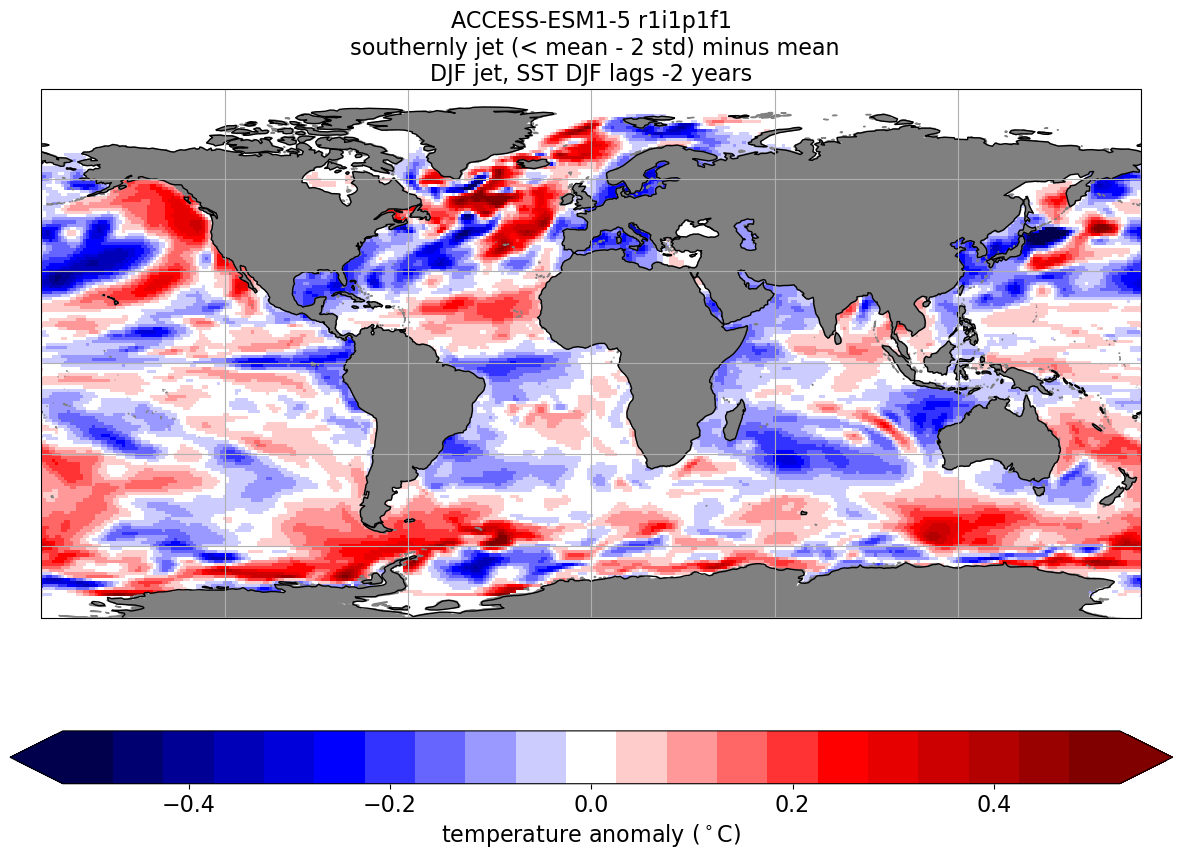 ACCESS-ESM1-5 r1i1p1f1
southernly jet (< mean - 2 std) minus mean
DJF jet, SST DJF lags -2 years
−0.4 −0.2 0.0 0.2 0.4
temperature anomaly (°C)